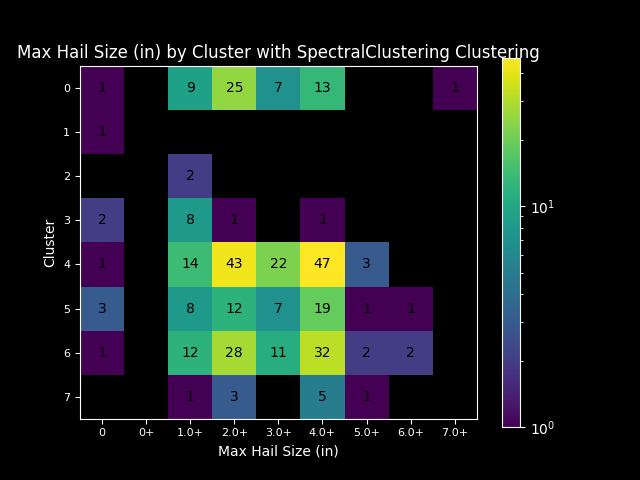 Max Hail Size (in) by Cluster with SpectralClustering Clustering
0 1 9 25 7 13 1
1 1
2 2
3 2 8 1 1
4 1 14 43 22 47 3
5 3 8 12 7 19 1 1
6 1 12 28 11 32 2 2
7 1 3 5 1
0 0+ 1.0+ 2.0+ 3.0+ 4.0+ 5.0+ 6.0+ 7.0+
Max Hail Size (in)
Cluster
10¹
10⁰